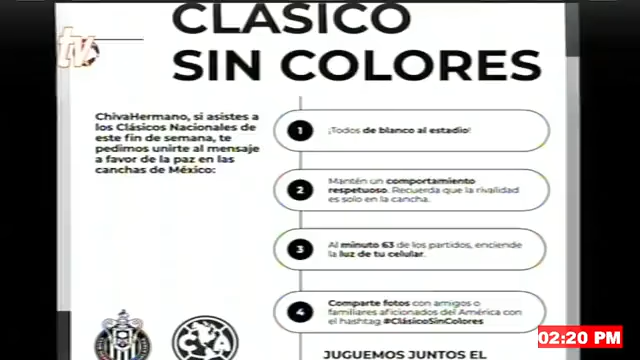 CLÁSICO
SIN COLORES
tv
ChivaHermano, si asistes a
los Clásicos Nacionales de
este fin de semana, te
pedimos unirte al mensaje
a favor de la paz en las
canchas de México:
1
¡Todos de blanco al estadio!
2
Mantén un comportamiento
respetuoso. Recuerda que la rivalidad
es solo en la cancha.
3
Al minuto 63 de los partidos, enciende
la luz de tu celular.
4
Comparte fotos con amigos o
familiares aficionados del América con
el hashtag #ClásicoSinColores
JUGUEMOS JUNTOS EL
02:20 PM